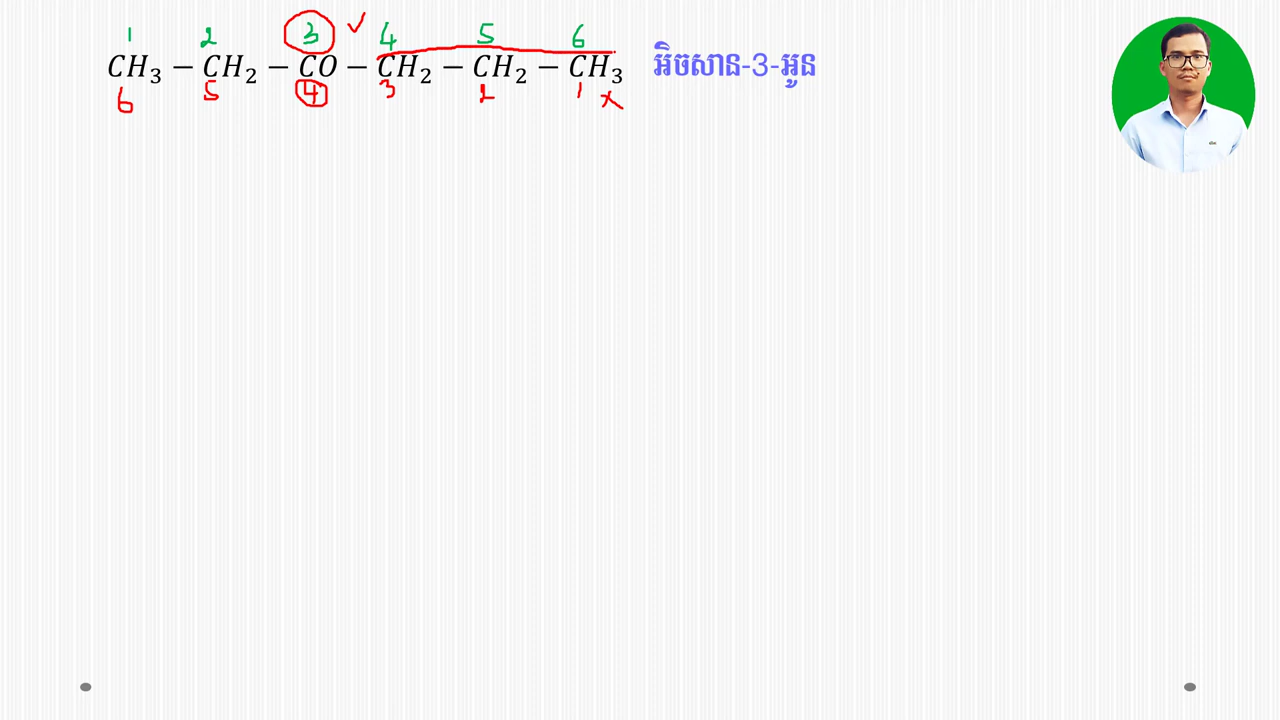 1 2 3 ✓ 4 5 6
CH₃ − CH₂ − CO − CH₂ − CH₂ − CH₃ អិចសាន-3-អូន
6 5 4 3 2 1 ×